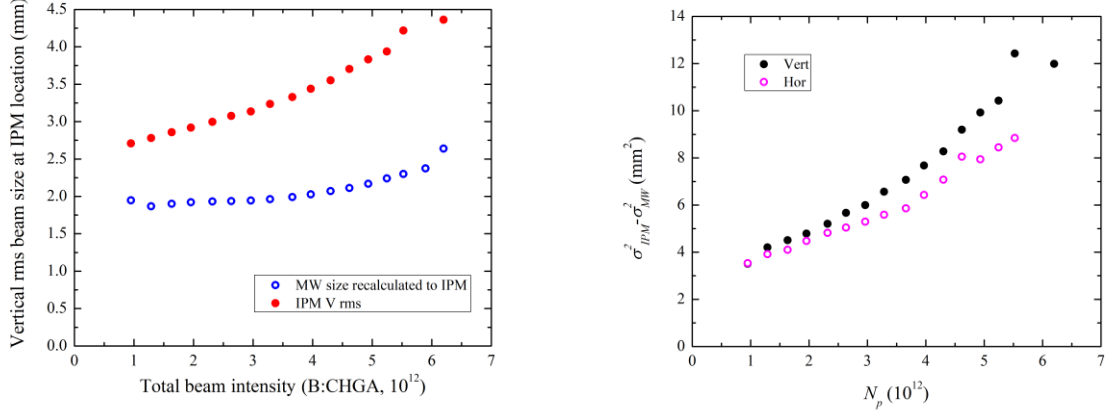 Vertical rms beam size at IPM location (mm)
4.5
4.0
3.5
3.0
2.5
2.0
1.5
1.0
0.5
0.0
MW size recalculated to IPM
IPM V rms
0 1 2 3 4 5 6 7
Total beam intensity (B:CHGA, 10¹²)
σ²_IPM-σ²_MW (mm²)
14
12
10
8
6
4
2
0
Vert
Hor
0 1 2 3 4 5 6 7
N_p (10¹²)